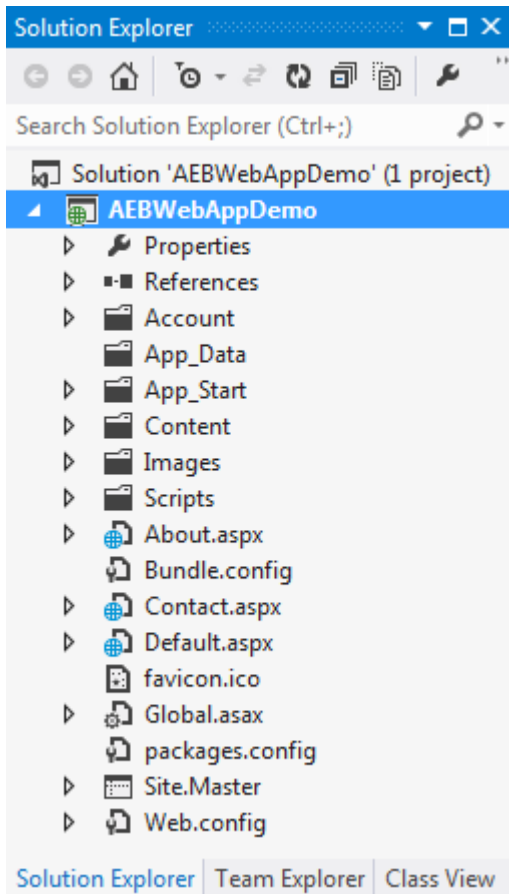 Solution Explorer
Search Solution Explorer (Ctrl+;)
Solution 'AEBWebAppDemo' (1 project)
AEBWebAppDemo
Properties
References
Account
App_Data
App_Start
Content
Images
Scripts
About.aspx
Bundle.config
Contact.aspx
Default.aspx
favicon.ico
Global.asax
packages.config
Site.Master
Web.config
Solution Explorer Team Explorer Class View